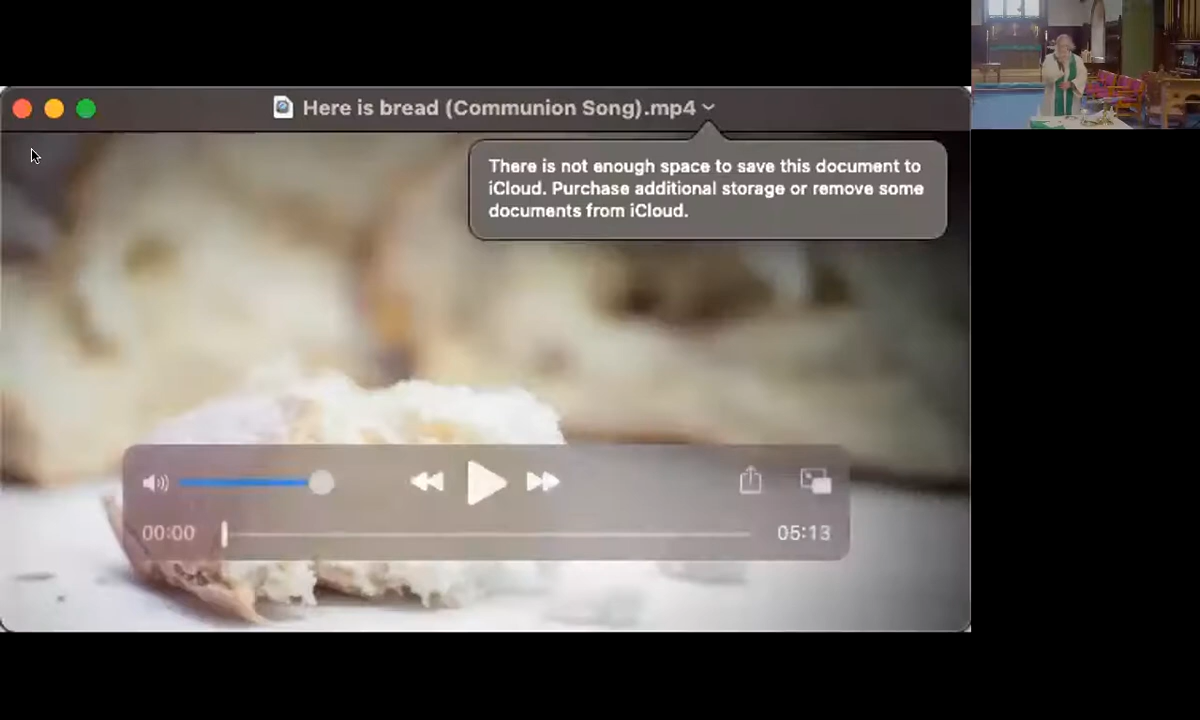 Here is bread (Communion Song).mp4
There is not enough space to save this document to
iCloud. Purchase additional storage or remove some
documents from iCloud.
00:00
05:13